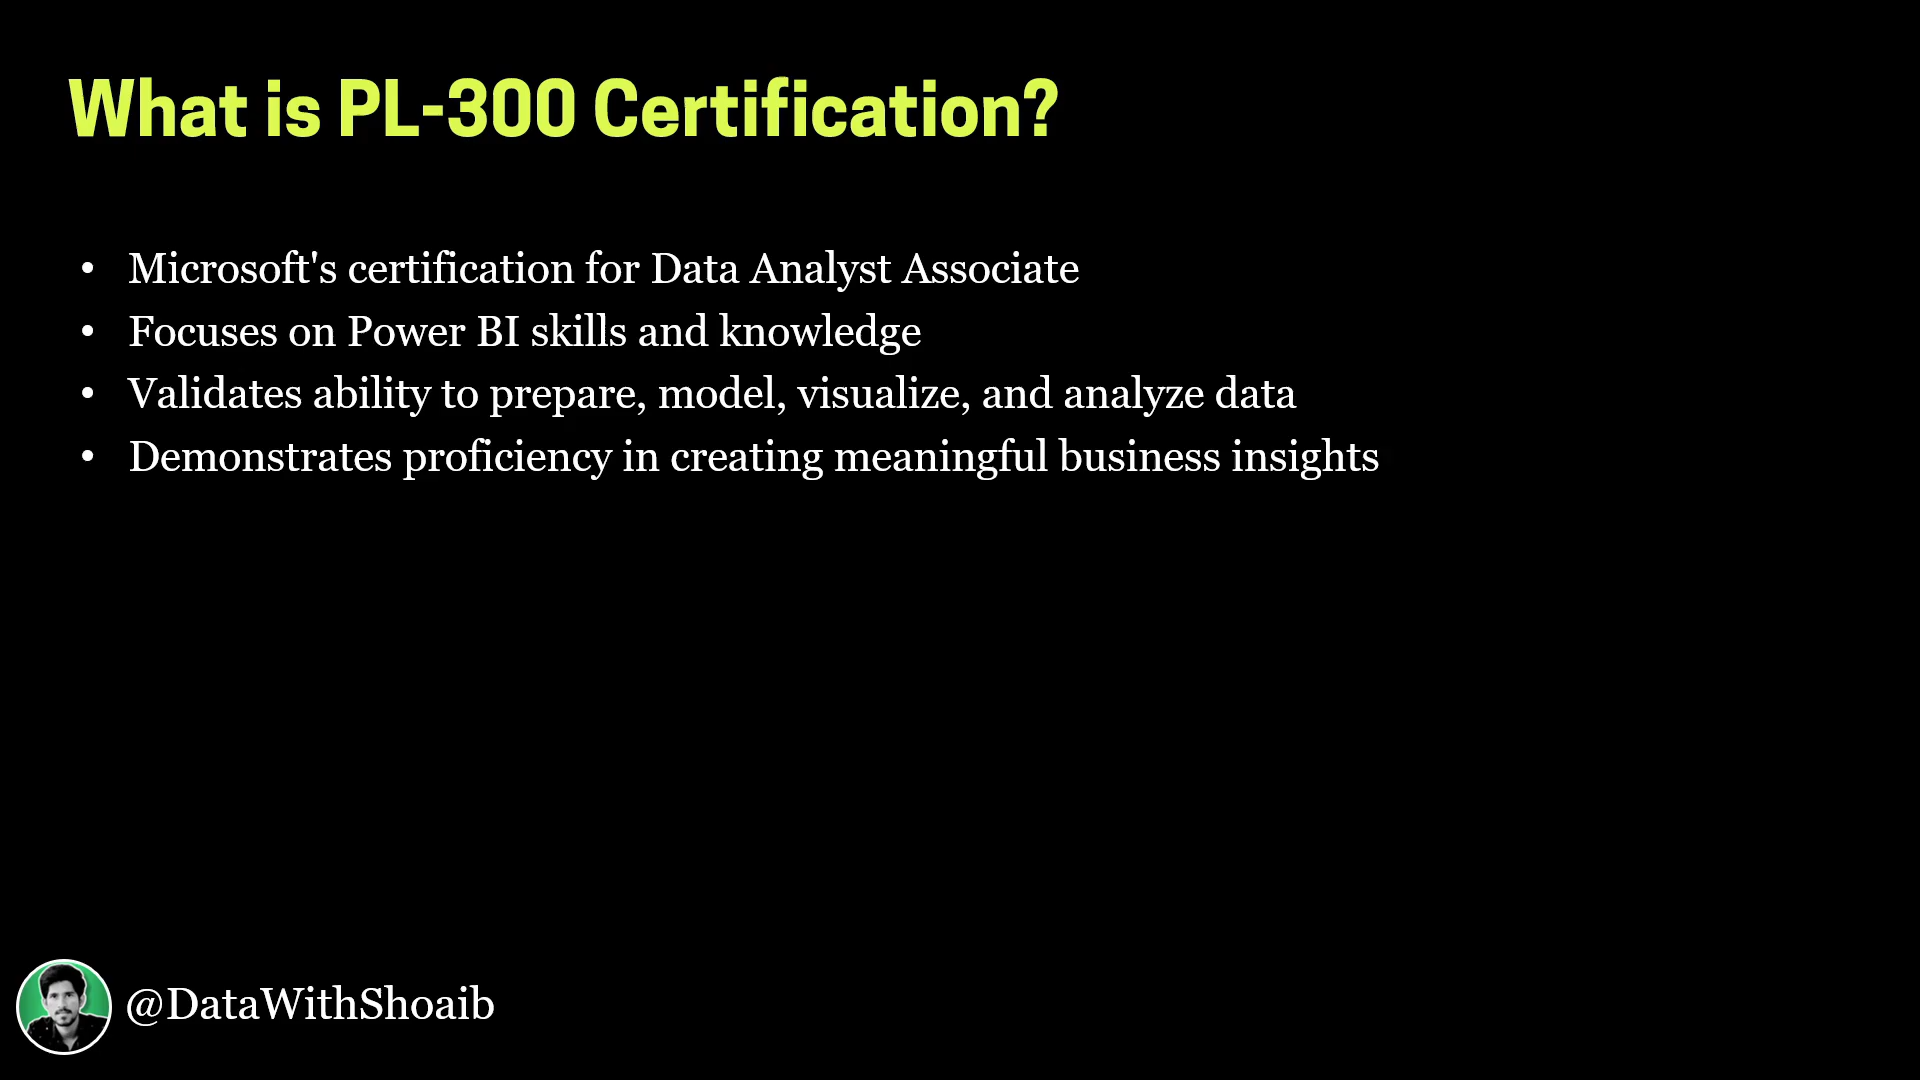 What is PL-300 Certification?
• Microsoft's certification for Data Analyst Associate
• Focuses on Power BI skills and knowledge
• Validates ability to prepare, model, visualize, and analyze data
• Demonstrates proficiency in creating meaningful business insights
@DataWithShoaib